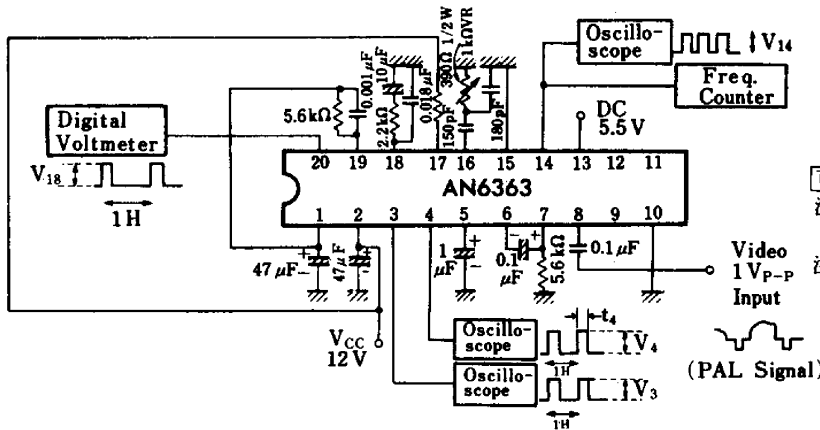 Oscillo-
scope
V14
Freq.
Counter
DC
5.5 V
390Ω 1/2W
1kΩVR
10μF
0.018μF
0.001μF
5.6kΩ
2.2kΩ
150pF
180pF
Digital
Voltmeter
V18
1H
20 19 18 17 16 15 14 13 12 11
AN6363
1 2 3 4 5 6 7 8 9 10
+
-
47μF
47μF
+
-
1
μF
+
-
0.1
μF
- +
5.6kΩ
0.1μF
Video
1VP-P
Input
(PAL Signal)
VCC
12V
Oscillo-
scope
t4
V4
1H
Oscillo-
scope
V3
1H